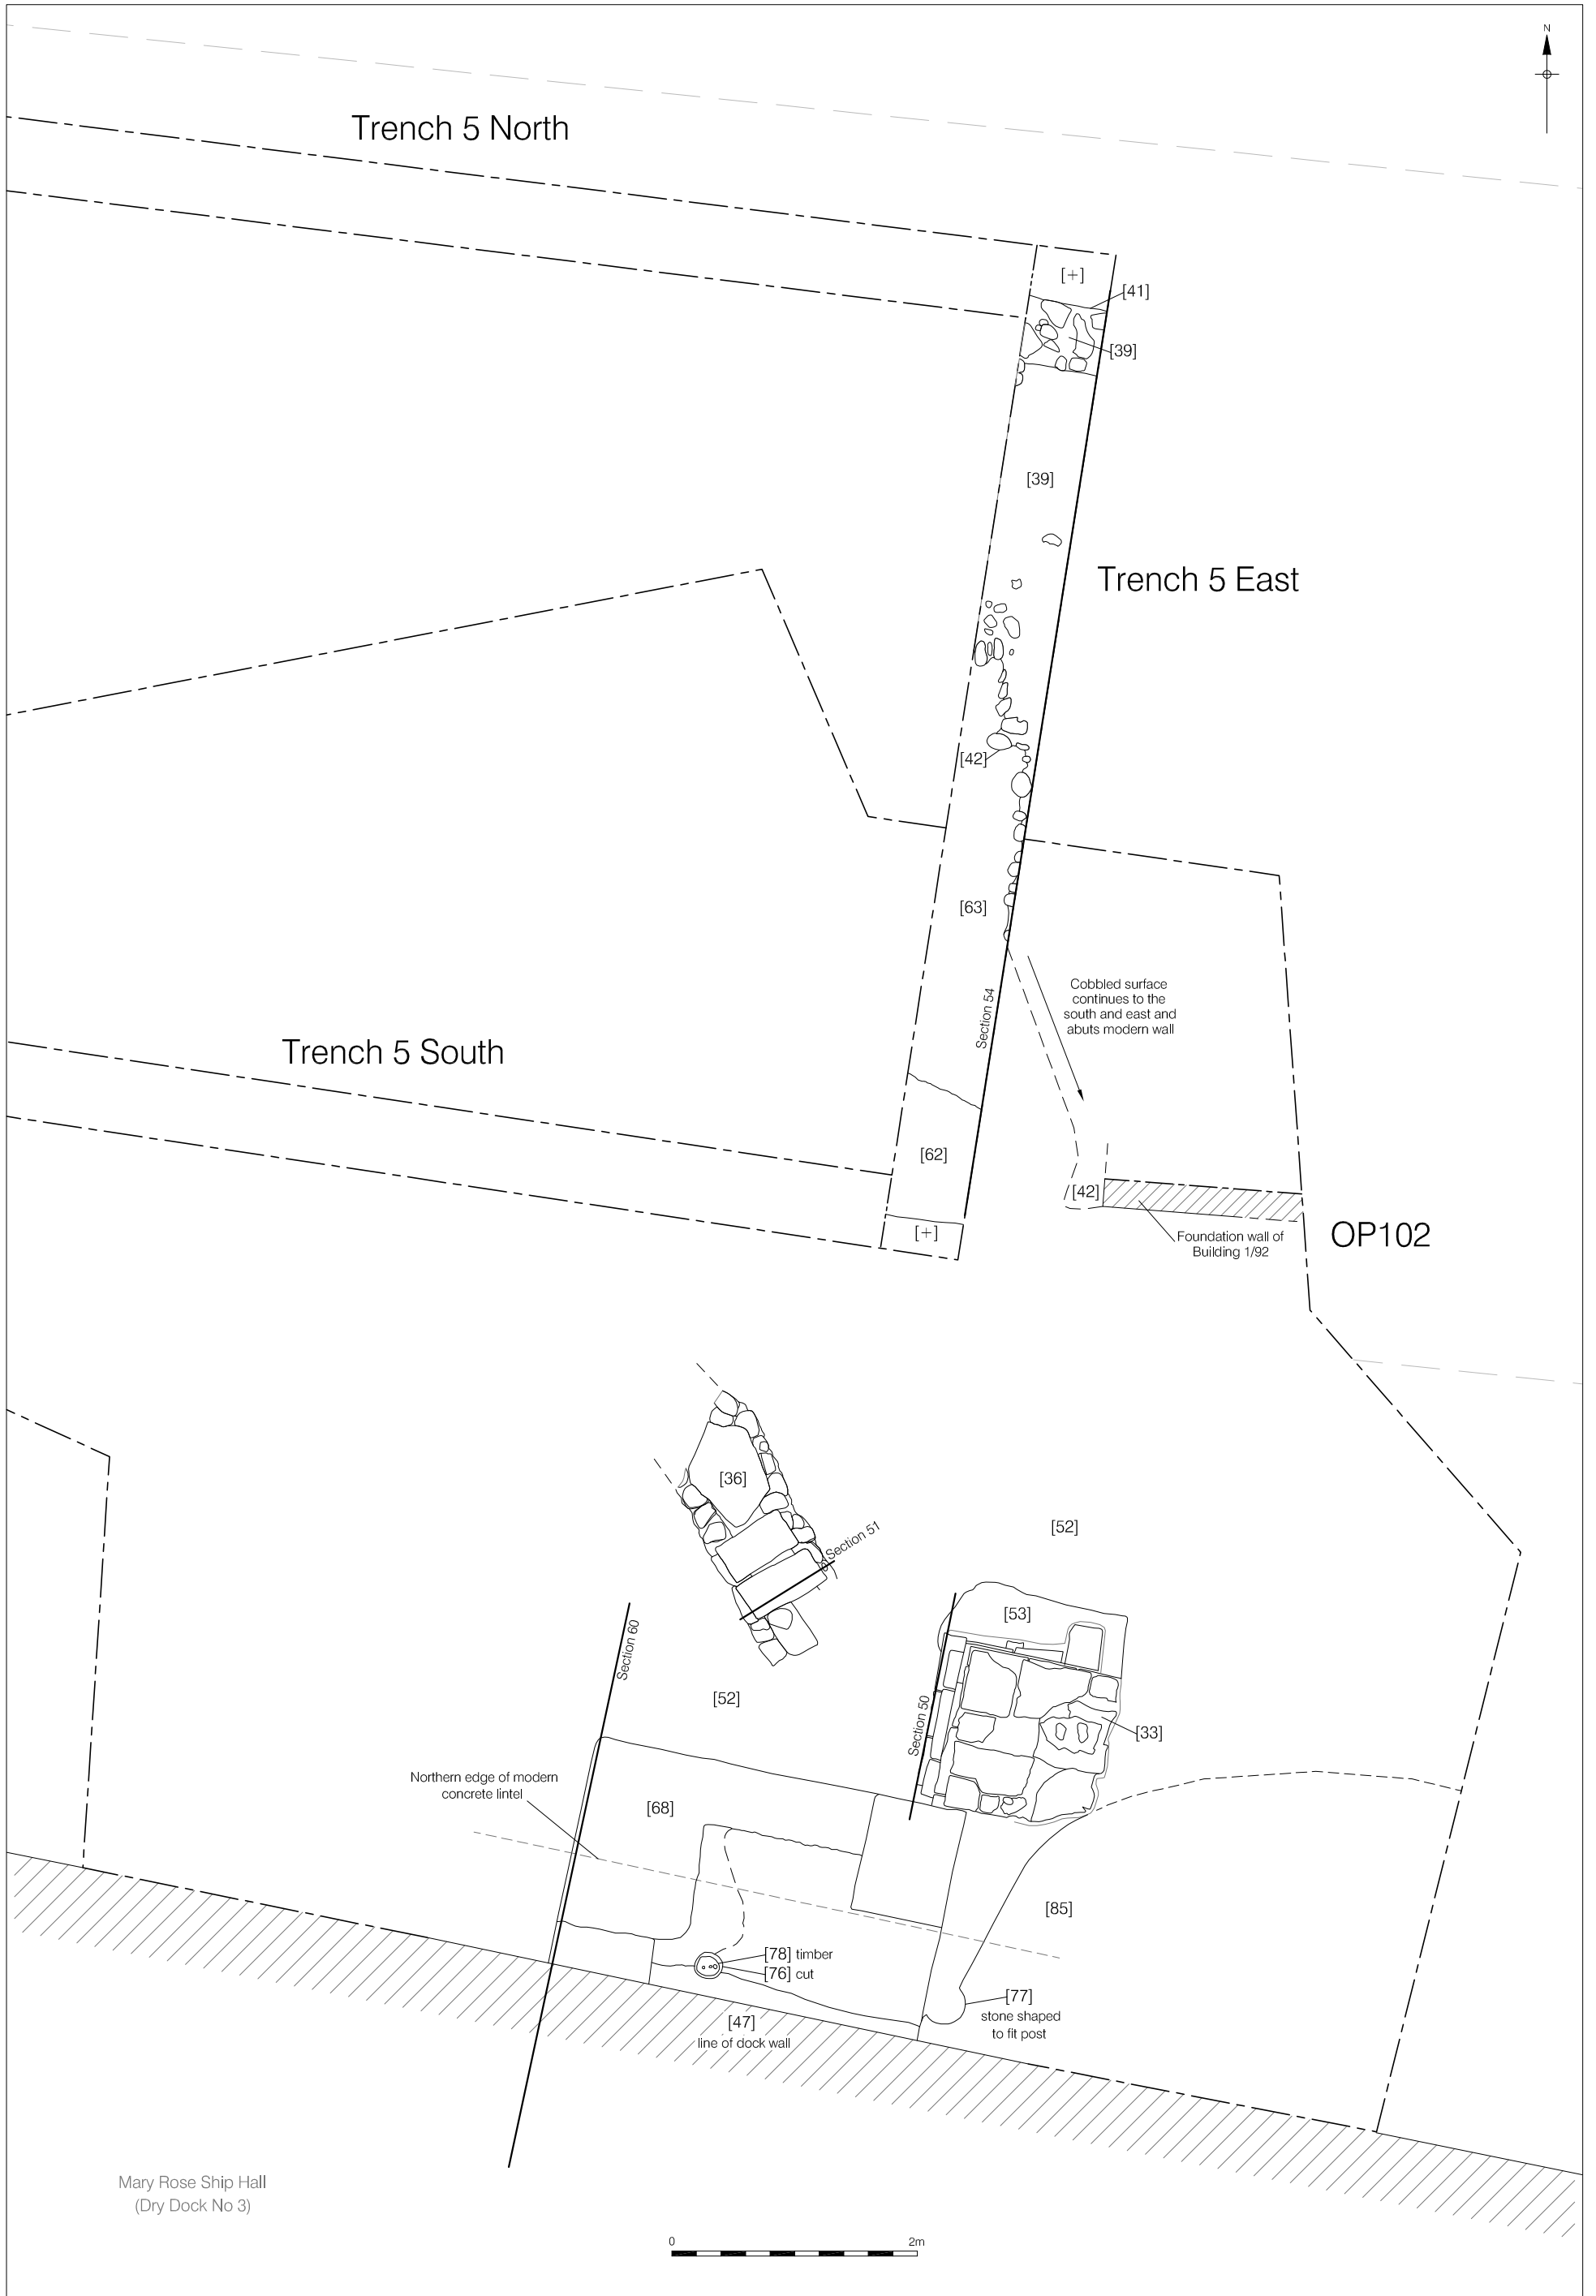 N
Trench 5 North
[+]
[41]
[39]
[39]
Trench 5 East
[42]
[63]
Section 54
Cobbled surface
continues to the
south and east and
abuts modern wall
Trench 5 South
[62]
[42]
[+]
Foundation wall of
Building 1/92
OP102
[36]
[52]
Section 51
[53]
Section 60
[52]
Section 50
[33]
Northern edge of modern
concrete lintel
[68]
[85]
[78] timber
[76] cut
[77]
stone shaped
to fit post
[47]
line of dock wall
Mary Rose Ship Hall
(Dry Dock No 3)
0 2m